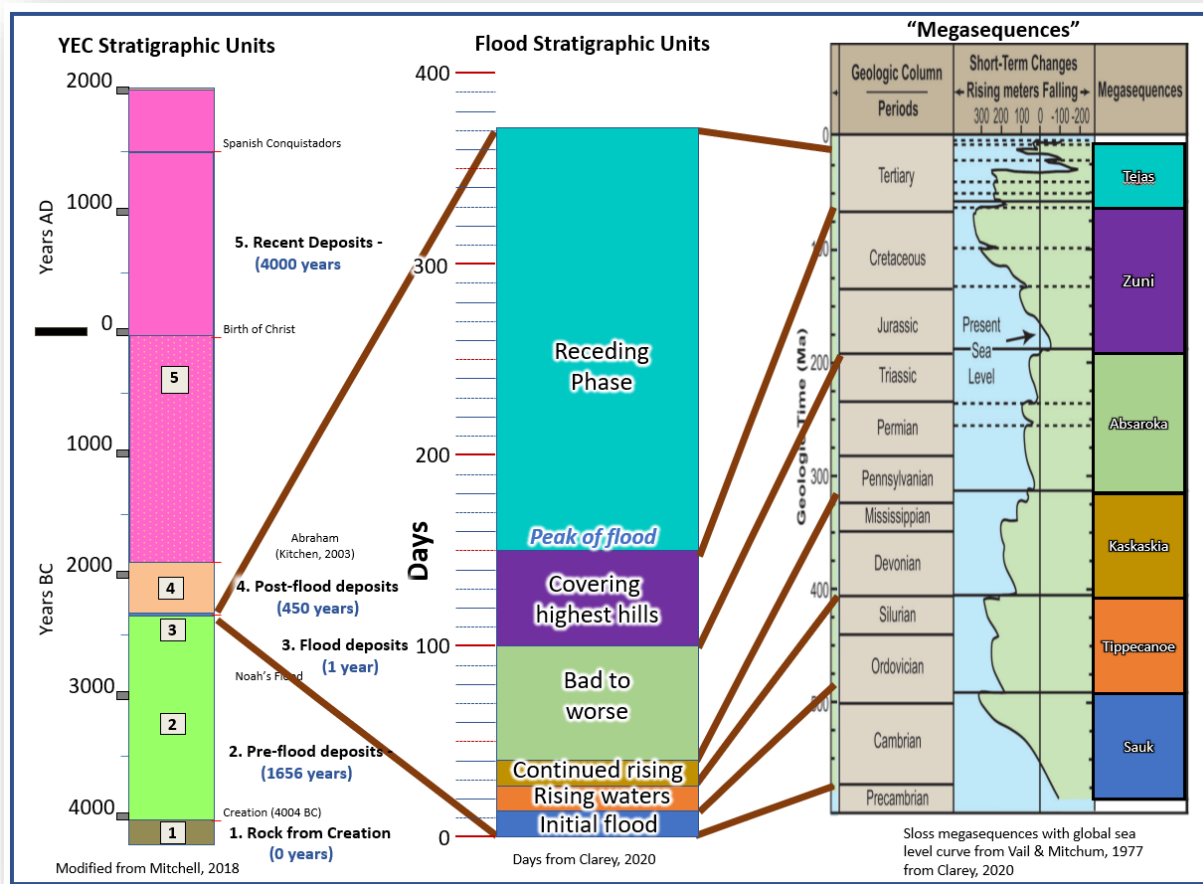 YEC Stratigraphic Units
2000
1000
0
1000
2000
3000
4000
Years AD
Years BC
Spanish Conquistadors
5. Recent Deposits -
(4000 years
Birth of Christ
5
Abraham
(Kitchen, 2003)
4
4. Post-flood deposits
(450 years)
3
3. Flood deposits
(1 year)
Noah's Flood
2
2. Pre-flood deposits -
(1656 years)
Creation (4004 BC)
1
1. Rock from Creation
(0 years)
Modified from Mitchell, 2018
Flood Stratigraphic Units
400
300
200
100
0
Days
Receding
Phase
Peak of flood
Covering
highest hills
Bad to
worse
Continued rising
Rising waters
Initial flood
Days from Clarey, 2020
"Megasequences"
Geologic Column
Periods
Short-Term Changes
Rising meters Falling
300 200 100 0 -100 -200
Megasequences
Geologic Time (Ma)
0
200
300
400
Tertiary
Cretaceous
Jurassic
Triassic
Permian
Pennsylvanian
Mississippian
Devonian
Silurian
Ordovician
Cambrian
Precambrian
Present
Sea
Level
Tejas
Zuni
Absaroka
Kaskaskia
Tippecanoe
Sauk
Sloss megasequences with global sea
level curve from Vail & Mitchum, 1977
from Clarey, 2020